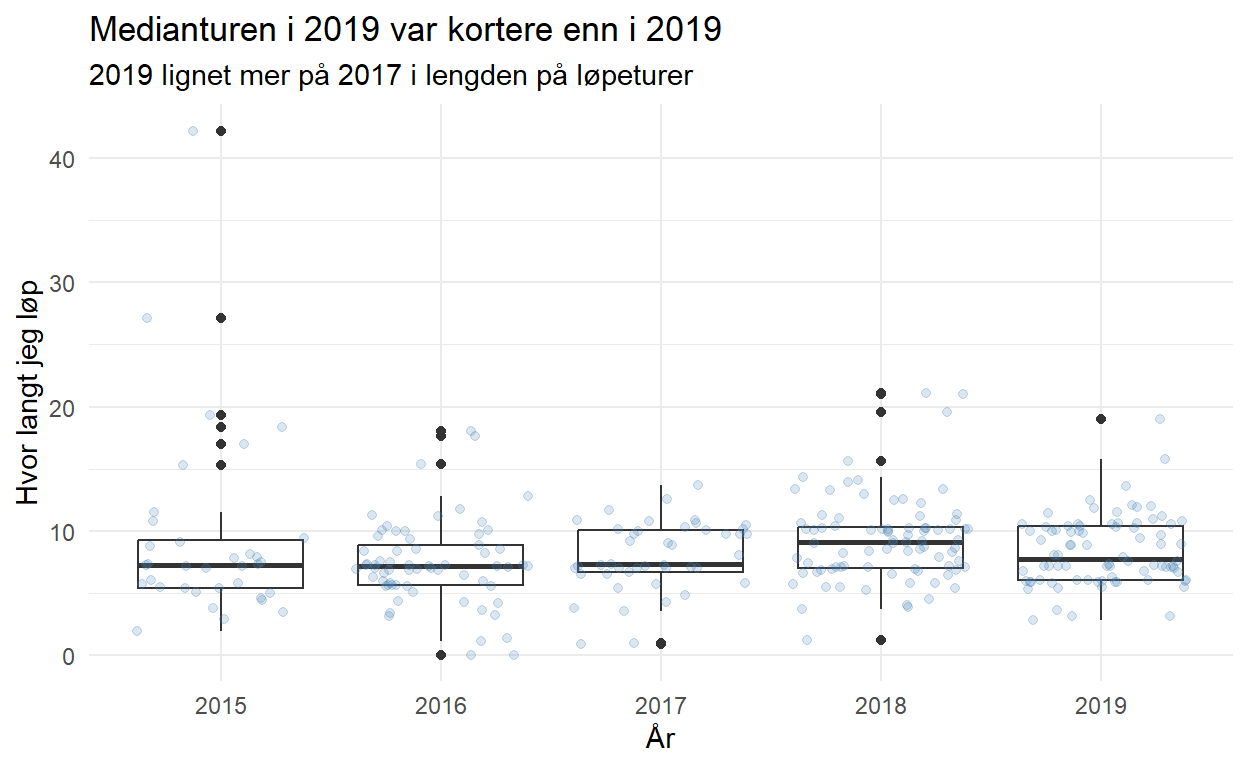 Medianturen i 2019 var kortere enn i 2019
2019 lignet mer på 2017 i lengden på løpeturer
Hvor langt jeg løp
40
30
20
10
0
2015
2016
2017
2018
2019
År